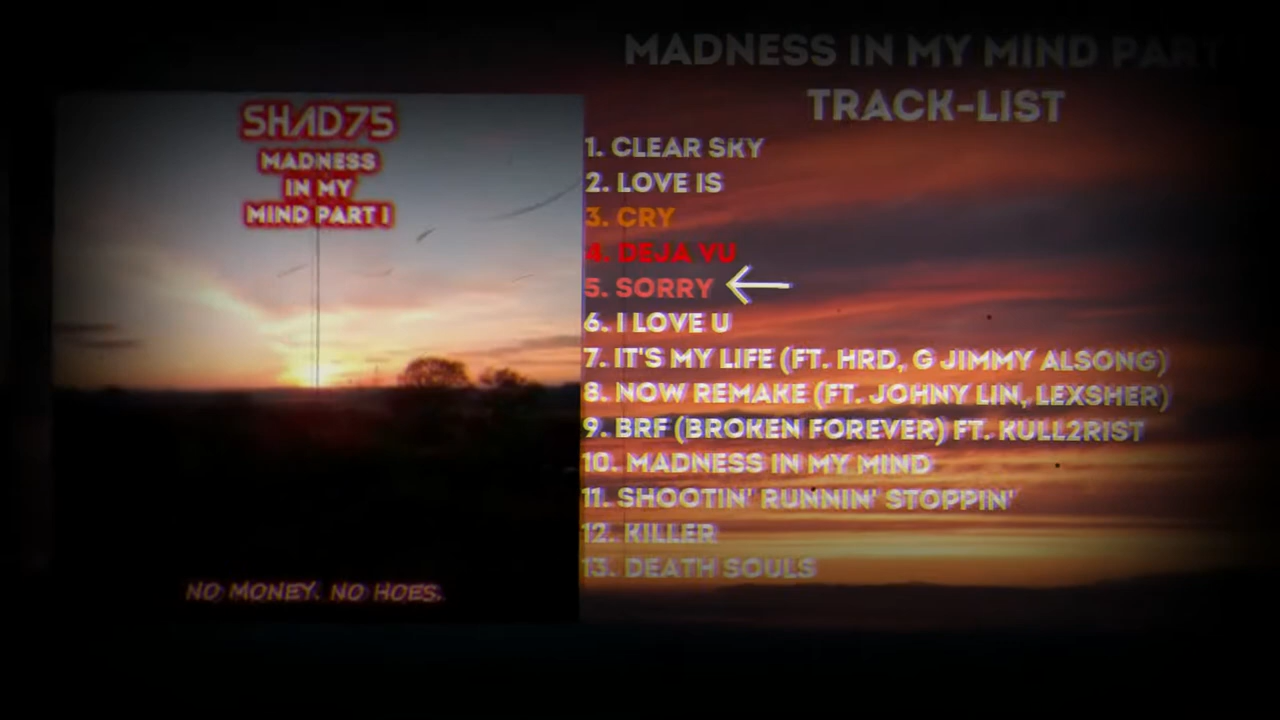 SHAD75
MADNESS
IN MY
MIND PART I
NO MONEY. NO HOES.
MADNESS IN MY MIND PART I
TRACK-LIST
1. CLEAR SKY
2. LOVE IS
3. CRY
4. DEJA VU
5. SORRY
6. I LOVE U
7. IT'S MY LIFE (FT. HRD, G JIMMY ALSONG)
8. NOW REMAKE (FT. JOHNY LIN, LEXSHER)
9. BRF (BROKEN FOREVER) FT. KULL2RIST
10. MADNESS IN MY MIND
11. SHOOTIN' RUNNIN' STOPPIN'
12. KILLER
13. DEATH SOULS